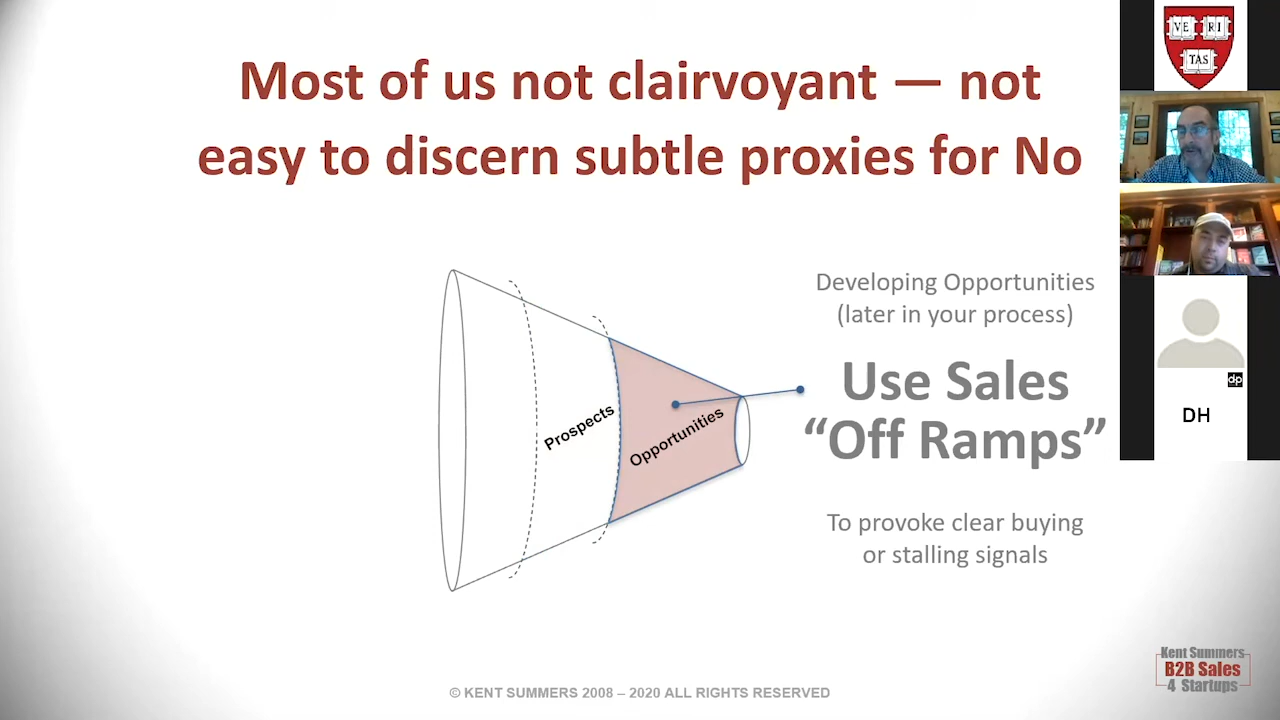 Most of us not clairvoyant — not
easy to discern subtle proxies for No
VE RI
TAS
Developing Opportunities
(later in your process)
Use Sales
“Off Ramps”
To provoke clear buying
or stalling signals
Prospects
Opportunities
dp
DH
Kent Summers
B2B Sales
4 Startups
© KENT SUMMERS 2008 – 2020 ALL RIGHTS RESERVED